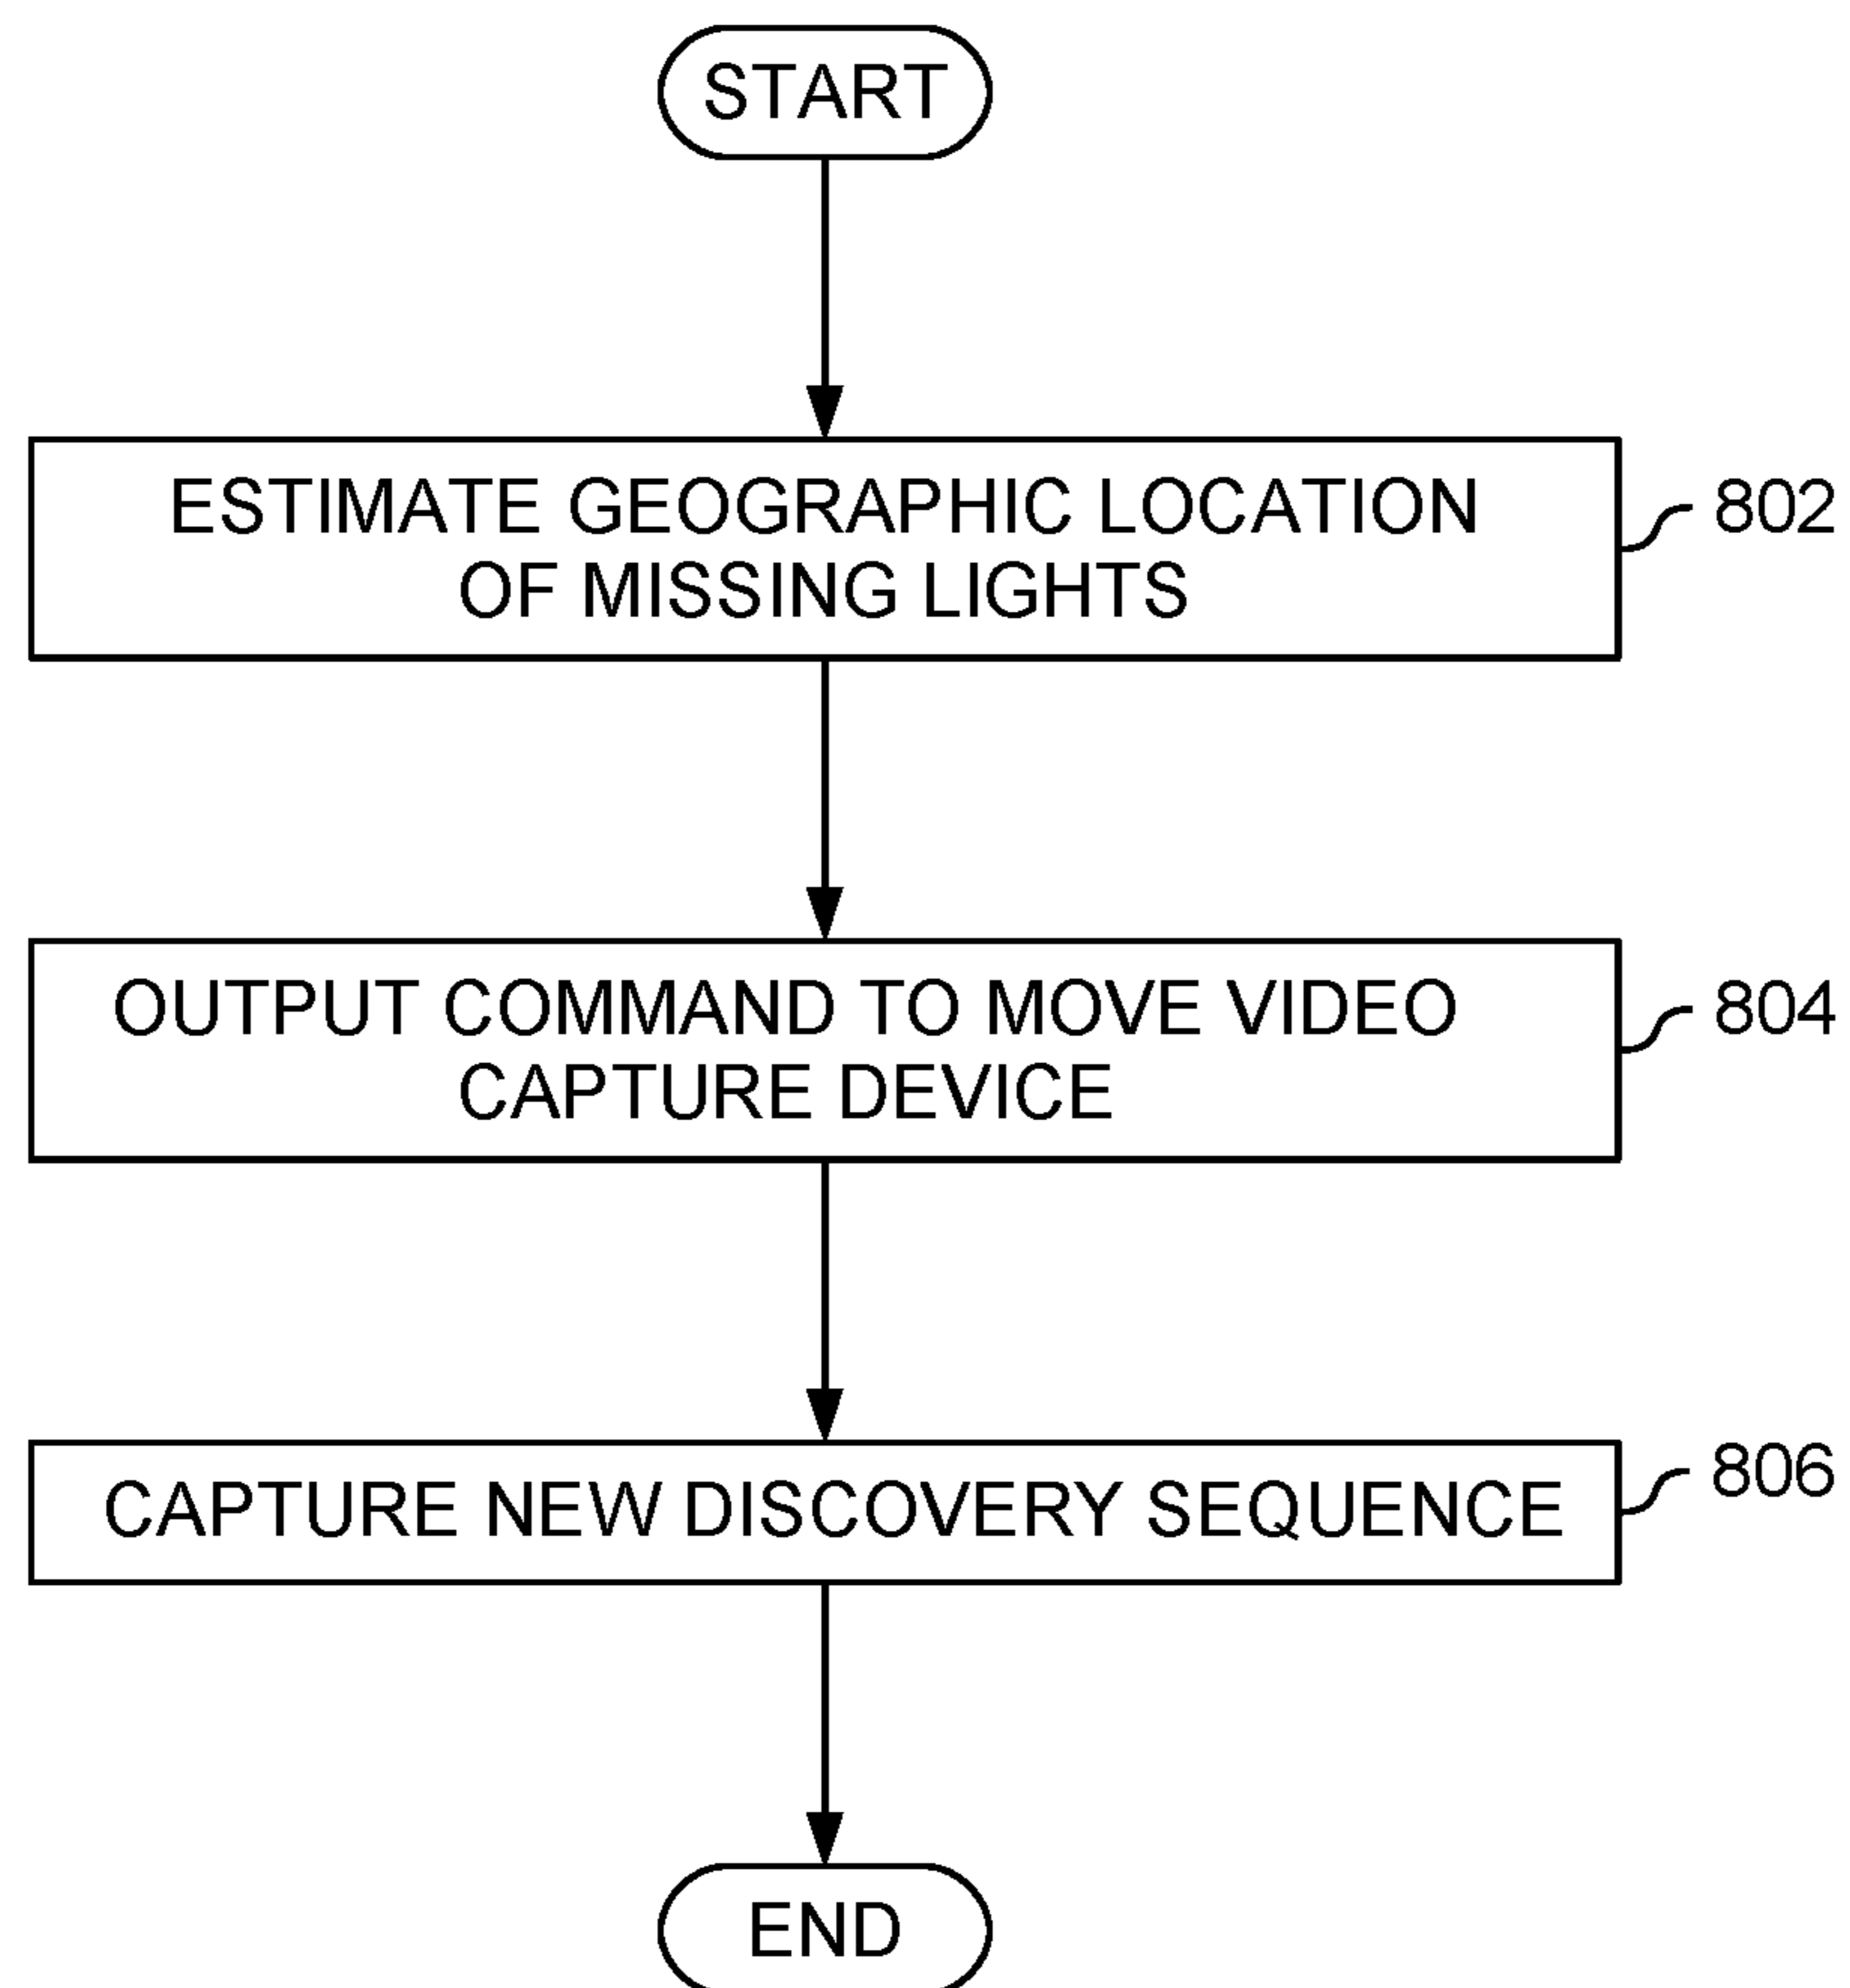 START
ESTIMATE GEOGRAPHIC LOCATION
OF MISSING LIGHTS
802
OUTPUT COMMAND TO MOVE VIDEO
CAPTURE DEVICE
804
CAPTURE NEW DISCOVERY SEQUENCE
806
END